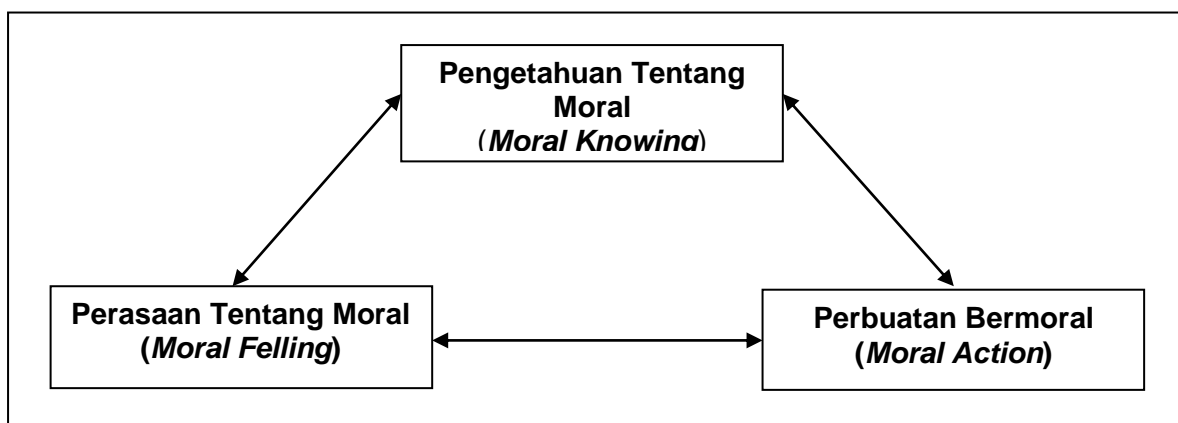 Pengetahuan Tentang
Moral
(Moral Knowing)
Perasaan Tentang Moral
(Moral Felling)
Perbuatan Bermoral
(Moral Action)